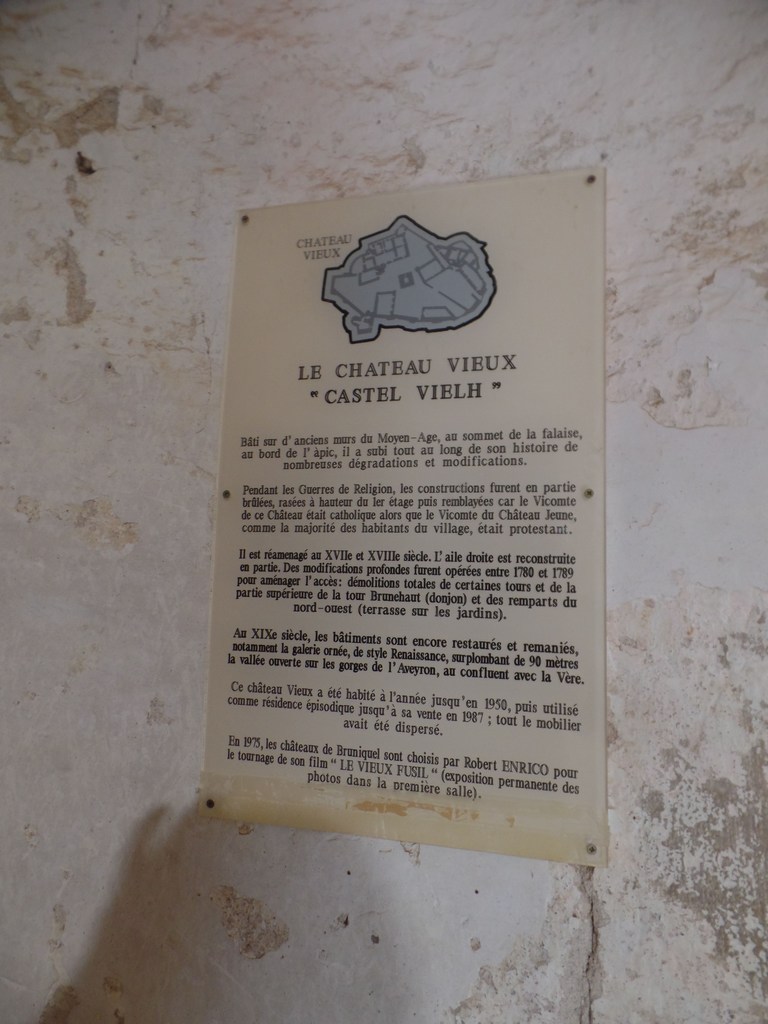 CHATEAU
VIEUX
LE CHATEAU VIEUX
" CASTEL VIELH "
Bâti sur d'anciens murs du Moyen-Age, au sommet de la falaise,
au bord de l'àpic, il a subi tout au long de son histoire de
nombreuses dégradations et modifications.
Pendant les Guerres de Religion, les constructions furent en partie
brûlées, rasées à hauteur du 1er étage puis remblayées car le Vicomte
de ce Château était catholique alors que le Vicomte du Château Jeune,
comme la majorité des habitants du village, était protestant.
Il est réamenagé au XVIIe et XVIIIe siècle. L'aile droite est reconstruite
en partie. Des modifications profondes furent opérées entre 1780 et 1789
pour aménager l'accès: démolitions totales de certaines tours et de la
partie supérieure de la tour Brunehaut (donjon) et des remparts du
nord-ouest (terrasse sur les jardins).
Au XIXe siècle, les bâtiments sont encore restaurés et remaniés,
notamment la galerie ornée, de style Renaissance, surplombant de 90 mètres
la vallée ouverte sur les gorges de l'Aveyron, au confluent avec la Vère.
Ce château Vieux a été habité à l'année jusqu'en 1950, puis utilisé
comme résidence épisodique jusqu'à sa vente en 1987 ; tout le mobilier
avait été dispersé.
En 1975, les châteaux de Bruniquel sont choisis par Robert ENRICO pour
le tournage de son film " LE VIEUX FUSIL " (exposition permanente des
photos dans la première salle).